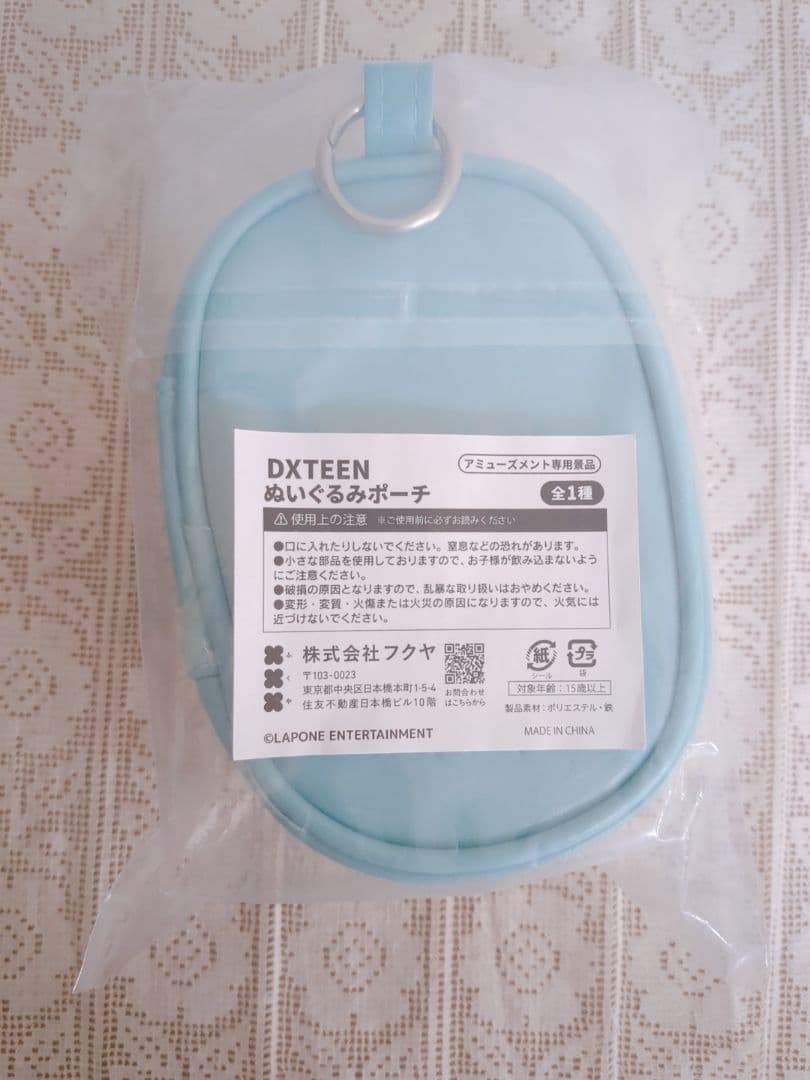 DXTEEN
アミューズメント専用景品
ぬいぐるみポーチ
全1種
⚠使用上の注意 ※ご使用前に必ずお読みください
●口に入れたりしないでください。窒息などの恐れがあります。
●小さな部品を使用しておりますので、お子様が飲み込まないよう
にご注意ください。
●破損の原因となりますので、乱暴な取り扱いはおやめください。
●変形・変質・火傷または火災の原因になりますので、火気には
近づけないでください。
ふくや
株式会社フクヤ
〒103-0023
東京都中央区日本橋本町1-5-4
住友不動産日本橋ビル10階
お問合わせ
はこちらから
紙
シール
プラ
袋
対象年齢：15歳以上
製品素材：ポリエステル・鉄
©LAPONE ENTERTAINMENT
MADE IN CHINA